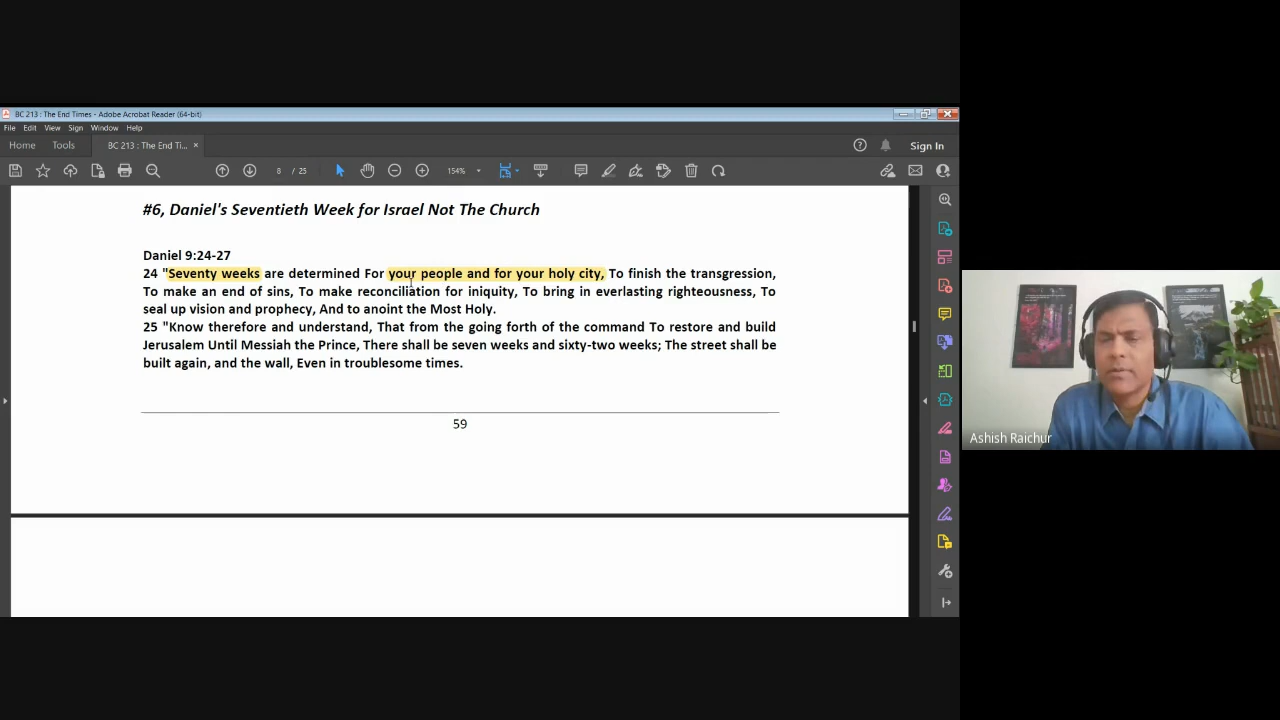 BC 213 : The End Times - Adobe Acrobat Reader (64-bit)
File Edit View Sign Window Help
Home Tools BC 213 : The End Ti... × Sign In
8 / 25 154%
#6, Daniel's Seventieth Week for Israel Not The Church
Daniel 9:24-27
24 "Seventy weeks are determined For your people and for your holy city, To finish the transgression,
To make an end of sins, To make reconciliation for iniquity, To bring in everlasting righteousness, To
seal up vision and prophecy, And to anoint the Most Holy.
25 "Know therefore and understand, That from the going forth of the command To restore and build
Jerusalem Until Messiah the Prince, There shall be seven weeks and sixty-two weeks; The street shall be
built again, and the wall, Even in troublesome times.
59
Ashish Raichur